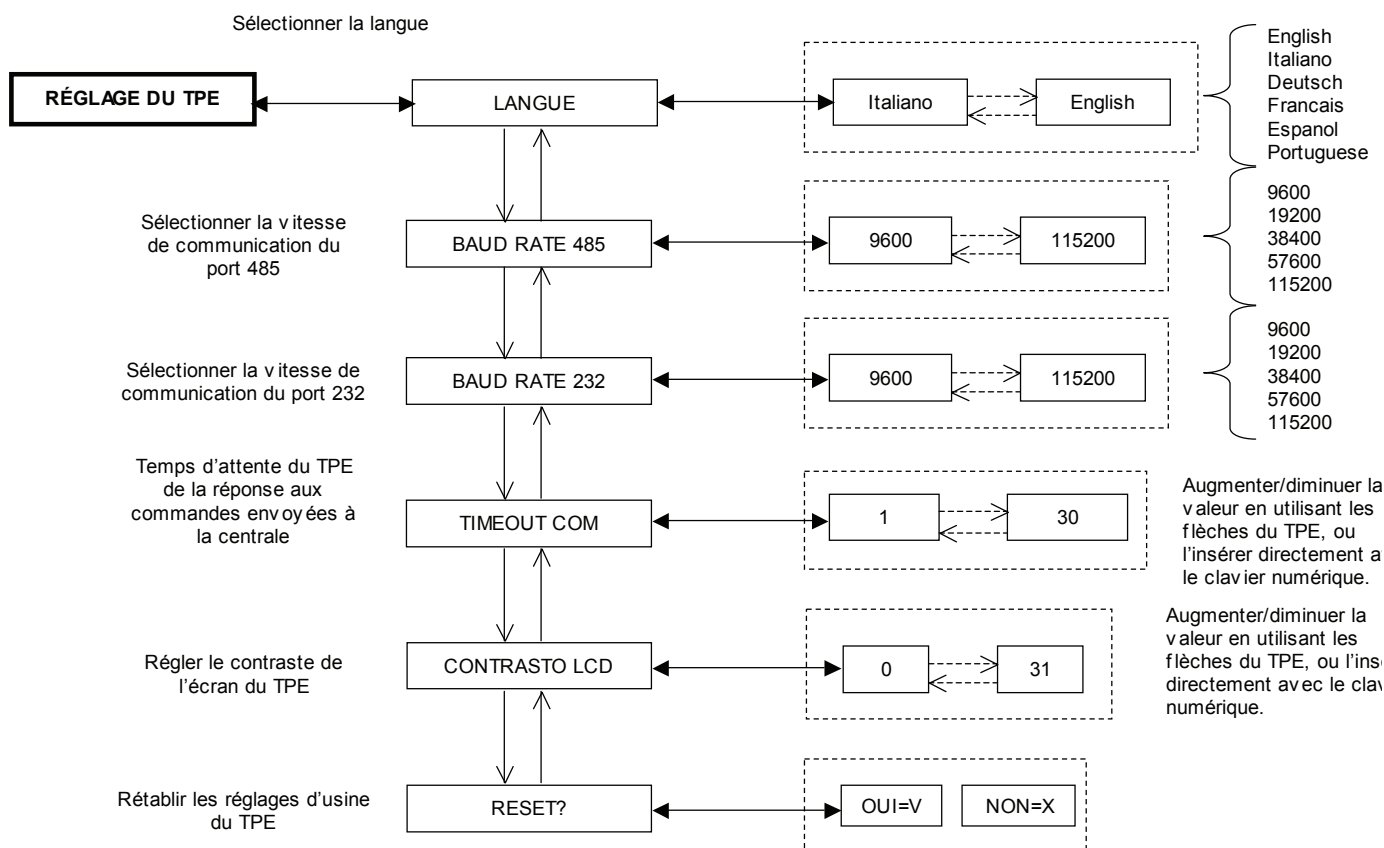 Sélectionner la langue
RÉGLAGE DU TPE
LANGUE
Italiano
English
English
Italiano
Deutsch
Francais
Espanol
Portuguese
Sélectionner la vitesse
de communication du
port 485
BAUD RATE 485
9600
115200
9600
19200
38400
57600
115200
Sélectionner la vitesse de
communication du port 232
BAUD RATE 232
9600
115200
9600
19200
38400
57600
115200
Temps d'attente du TPE
de la réponse aux
commandes envoyées à
la centrale
TIMEOUT COM
1
30
Augmenter/diminuer la
valeur en utilisant les
flèches du TPE, ou
l'insérer directement
le clavier numérique.
Régler le contraste de
l'écran du TPE
CONTRASTO LCD
0
31
Augmenter/diminuer la
valeur en utilisant les
flèches du TPE, ou
directement avec le
numérique.
Rétablir les réglages d'usine
du TPE
RESET?
OUI=V
NON=X